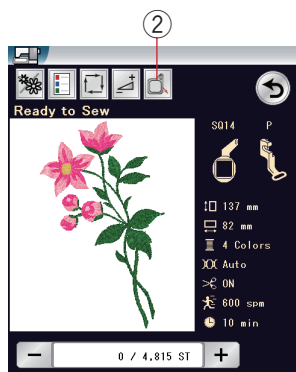 ②
Ready to Sew
SQ14 P
137 mm
82 mm
4 Colors
Auto
ON
600 spm
10 min
− 0 / 4,815 ST +